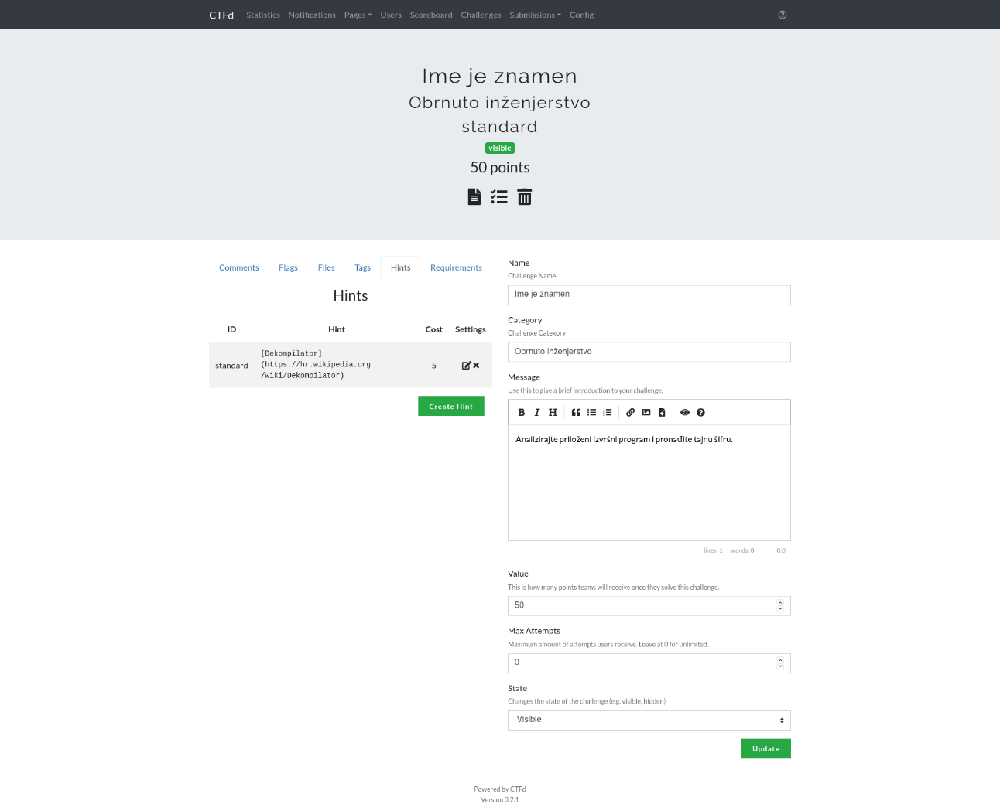 CTFd Statistics Notifications Pages Users Scoreboard Challenges Submissions Config
Ime je znamen
Obrnuto inženjerstvo
standard
visible
50 points
Comments Flags Files Tags Hints Requirements
Hints
ID Hint Cost Settings
standard [Dekompilator] 5
(https://hr.wikipedia.org
/wiki/Dekompilator)
Create Hint
Name
Challenge Name
Ime je znamen
Category
Challenge Category
Obrnuto inženjerstvo
Message
Use this to give a brief introduction to your challenge.
B I H
Analizirajte priloženi izvršni program i pronađite tajnu šifru.
lines: 1 words: 8 0:0
Value
This is how many points teams will receive once they solve this challenge.
50
Max Attempts
Maximum amount of attempts users receive. Leave at 0 for unlimited.
0
State
Changes the state of the challenge (e.g. visible, hidden)
Visible
Update
Powered by CTFd
Version 3.2.1